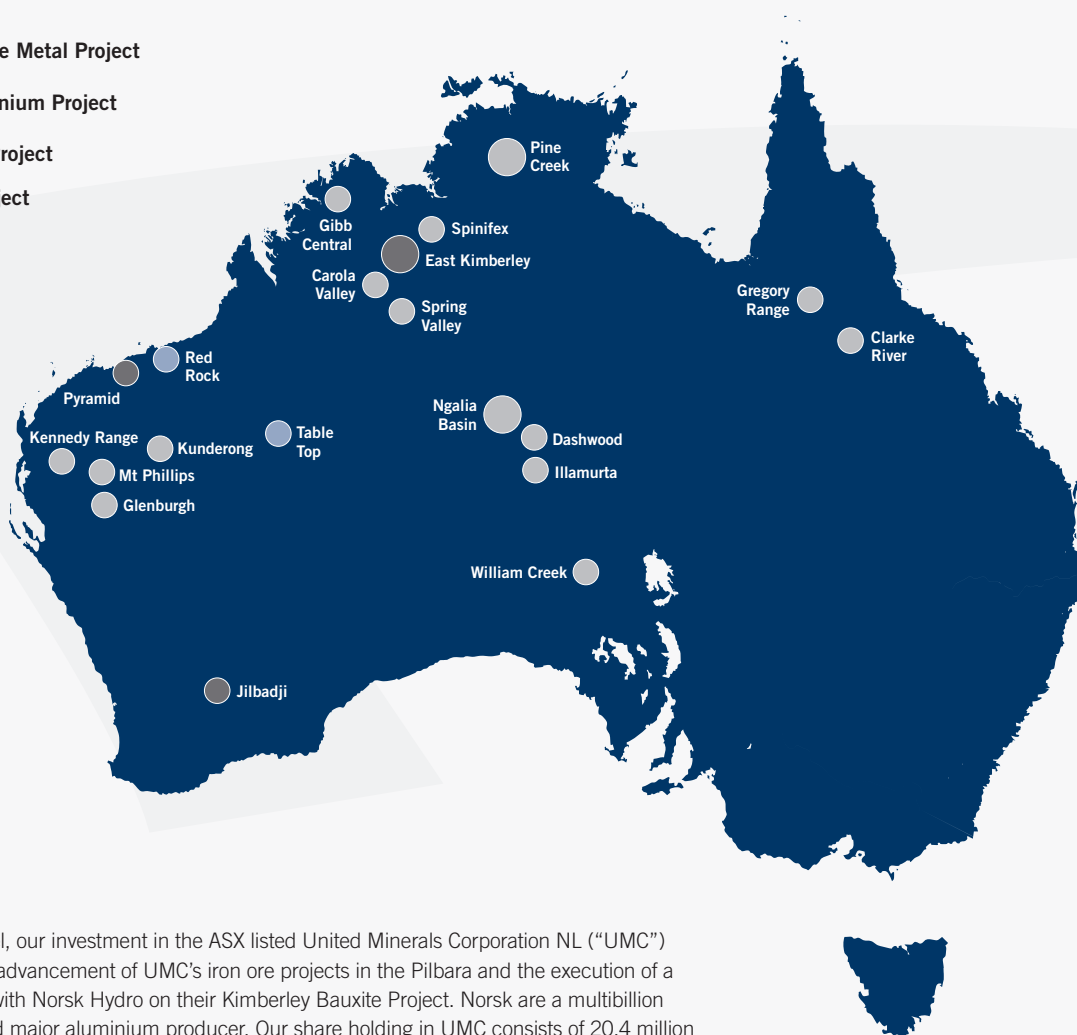 e Metal Project
nium Project
roject
ject
Pine
Creek
Gibb
Central
Spinifex
East Kimberley
Carola
Valley
Spring
Valley
Gregory
Range
Clarke
River
Red
Rock
Pyramid
Ngalia
Basin
Dashwood
Illamurta
Kennedy Range
Kunderong
Table
Top
Mt Phillips
Glenburgh
William Creek
Jilbadji
l, our investment in the ASX listed United Minerals Corporation NL (“UMC”)
advancement of UMC’s iron ore projects in the Pilbara and the execution of a
with Norsk Hydro on their Kimberley Bauxite Project. Norsk are a multibillion
d major aluminium producer. Our share holding in UMC consists of 20.4 million